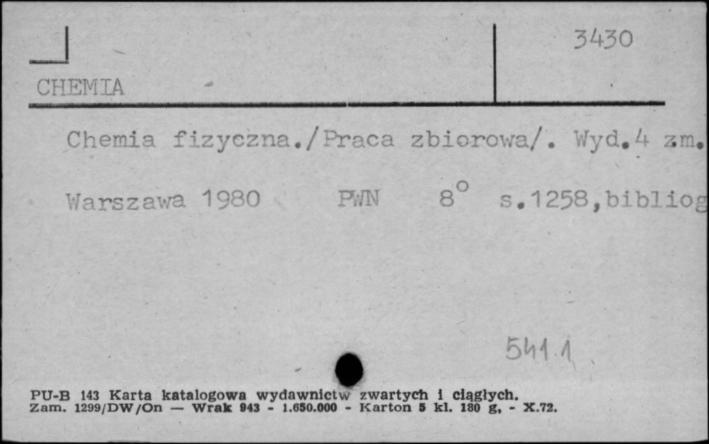 3430
CHEMIA
Chemia fizyczna./Praca zbiorowa/. Wyd.4 zm.
Warszawa 1980 PWN 8° s.1258,bibliog
541.1
PU-B 143 Karta katalogowa wydawnictw zwartych i ciągłych.
Zam. 1299/DW/On — Wrak 943 - 1.650.000 - Karton 5 kl. 180 g, - X.72.